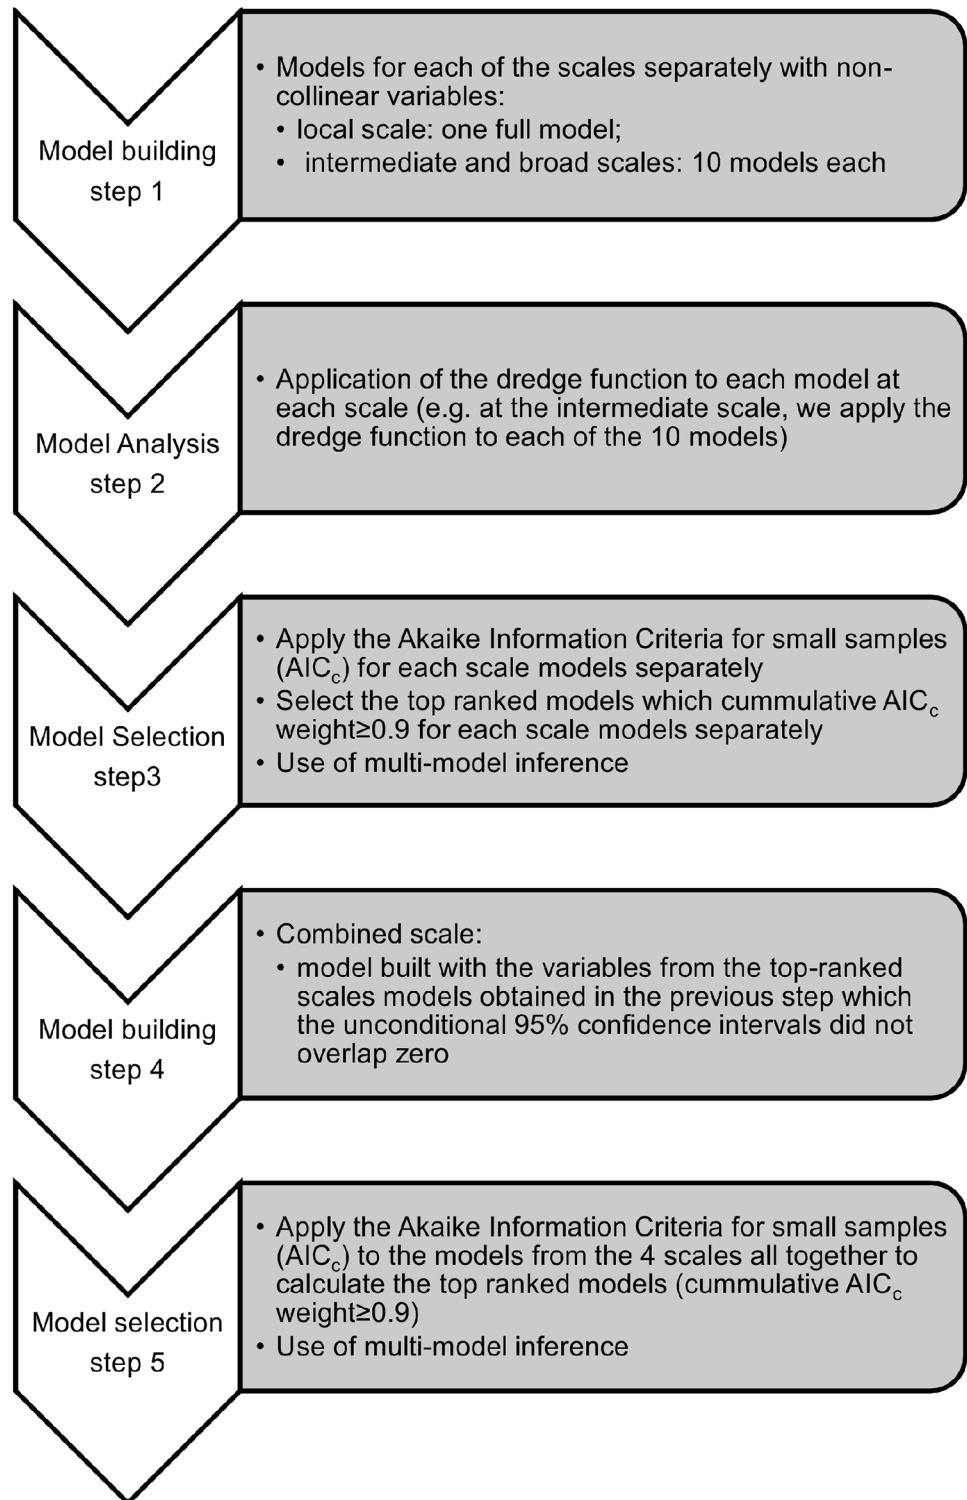 Model building
step 1
• Models for each of the scales separately with non-
collinear variables:
• local scale: one full model;
• intermediate and broad scales: 10 models each
Model Analysis
step 2
• Application of the dredge function to each model at
each scale (e.g. at the intermediate scale, we apply the
dredge function to each of the 10 models)
Model Selection
step3
• Apply the Akaike Information Criteria for small samples
(AICc) for each scale models separately
• Select the top ranked models which cummulative AICc
weight≥0.9 for each scale models separately
• Use of multi-model inference
Model building
step 4
• Combined scale:
• model built with the variables from the top-ranked
scales models obtained in the previous step which
the unconditional 95% confidence intervals did not
overlap zero
Model selection
step 5
• Apply the Akaike Information Criteria for small samples
(AICc) to the models from the 4 scales all together to
calculate the top ranked models (cummulative AICc
weight≥0.9)
• Use of multi-model inference